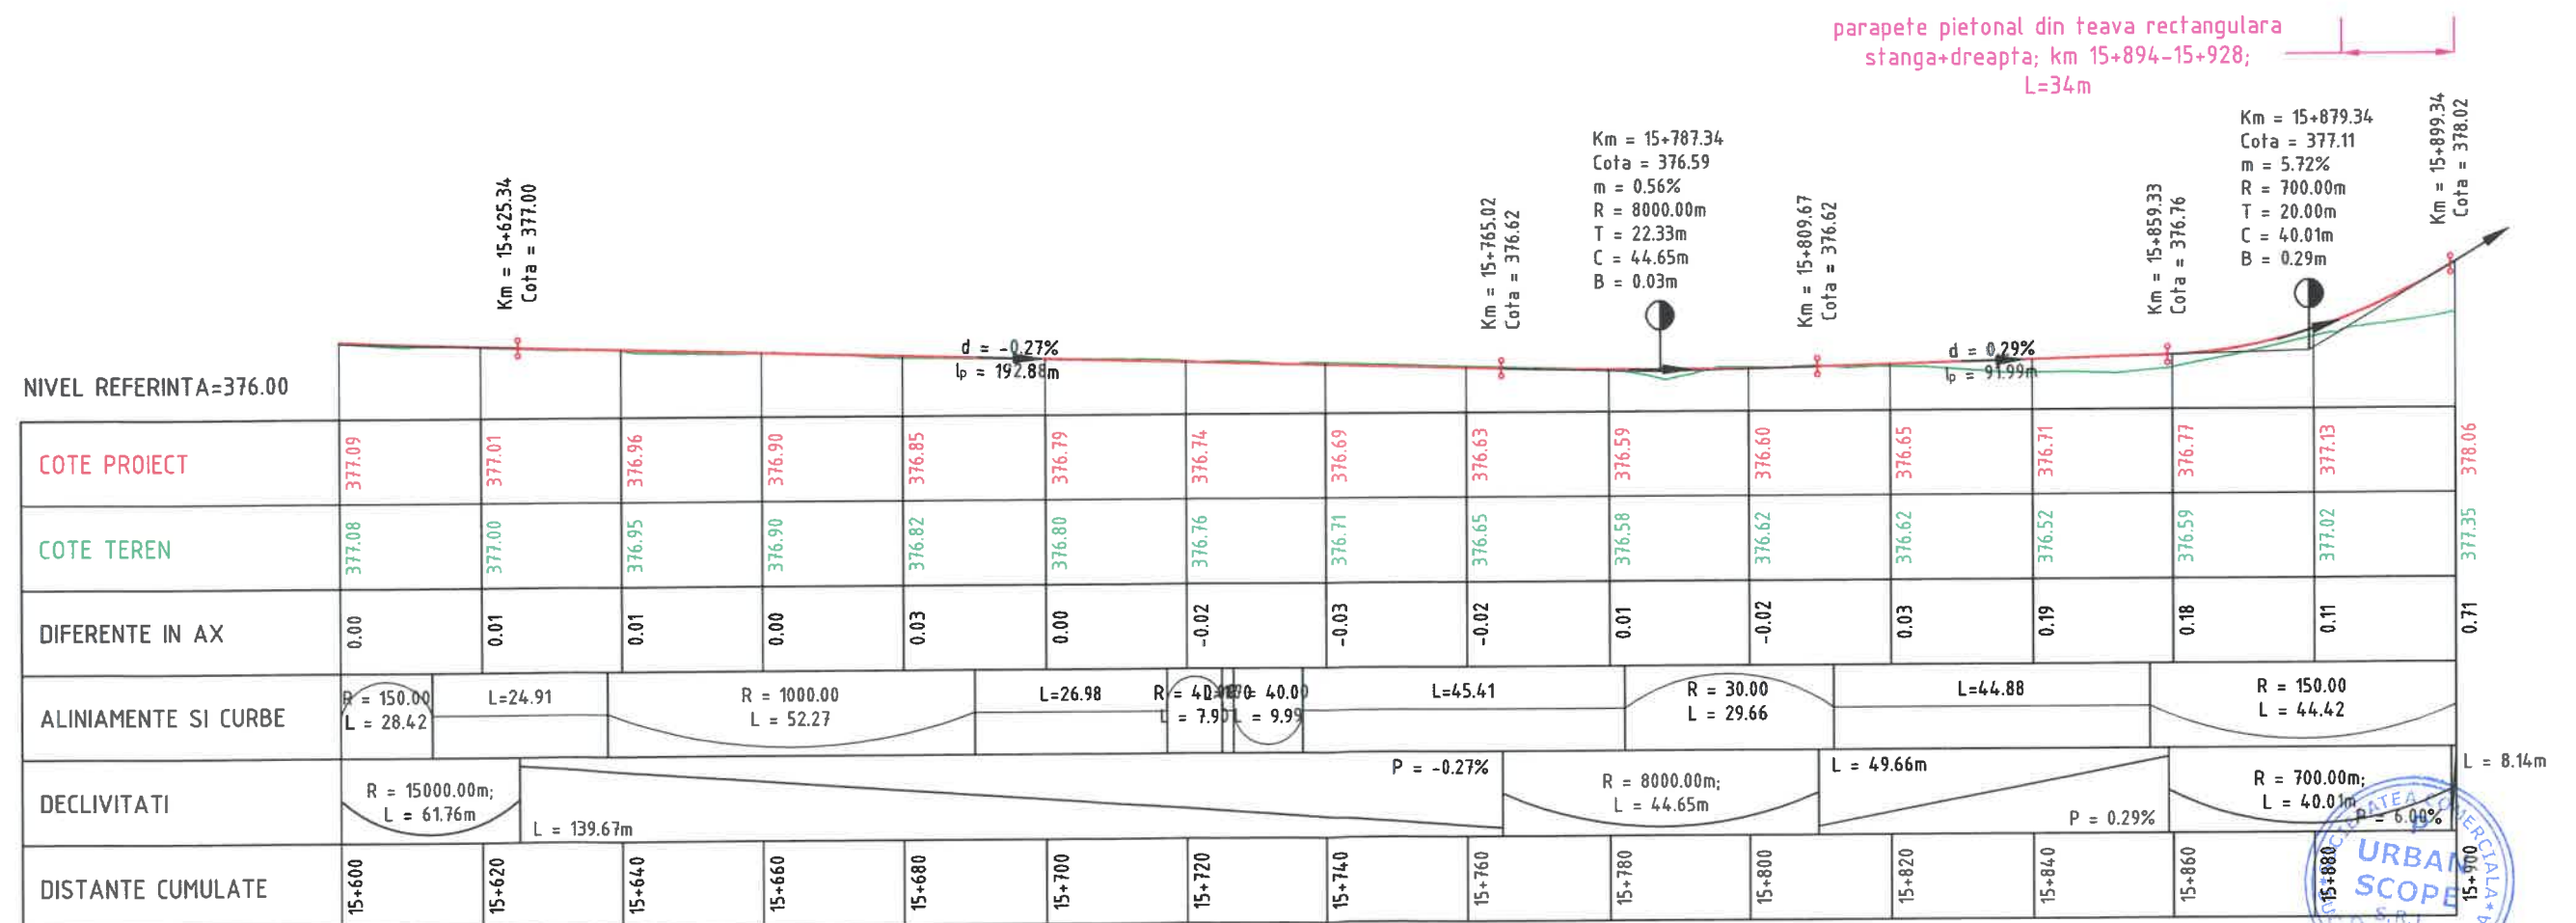 parapete pietonal din teava rectangulara
stanga+dreapta; km 15+894-15+928;
L=34m
Km = 15+625.34
Cota = 377.00
Km = 15+765.02
Cota = 376.62
Km = 15+787.34
Cota = 376.59
m = 0.56%
R = 8000.00m
T = 22.33m
C = 44.65m
B = 0.03m
Km = 15+809.67
Cota = 376.62
Km = 15+859.33
Cota = 376.76
Km = 15+879.34
Cota = 377.11
m = 5.72%
R = 700.00m
T = 20.00m
C = 40.01m
B = 0.29m
Km = 15+899.34
Cota = 378.02
d = -0.27%
lp = 192.88m
d = 0.29%
lp = 91.99m
NIVEL REFERINTA=376.00
COTE PROIECT 377.09 377.01 376.96 376.90 376.85 376.79 376.74 376.69 376.63 376.59 376.60 376.65 376.71 376.77 377.13 378.06
COTE TEREN 377.08 377.00 376.95 376.90 376.82 376.80 376.76 376.71 376.65 376.58 376.62 376.62 376.52 376.59 377.02 377.35
DIFERENTE IN AX 0.00 0.01 0.01 0.00 0.03 0.00 -0.02 -0.03 -0.02 0.01 -0.02 0.03 0.19 0.18 0.11 0.71
ALINIAMENTE SI CURBE
R = 150.00
L = 28.42
L=24.91
R = 1000.00
L = 52.27
L=26.98
R = 40.00
L = 9.99
L=45.41
R = 30.00
L = 29.66
L=44.88
R = 150.00
L = 44.42
DECLIVITATI
R = 15000.00m;
L = 61.76m
L = 139.67m
P = -0.27%
R = 8000.00m;
L = 44.65m
L = 49.66m
P = 0.29%
R = 700.00m;
L = 40.01m
P = 6.00%
L = 8.14m
DISTANTE CUMULATE 15+600 15+620 15+640 15+660 15+680 15+700 15+720 15+740 15+760 15+780 15+800 15+820 15+840 15+860 15+880 15+900
URBAN
SCOPE
S.R.L